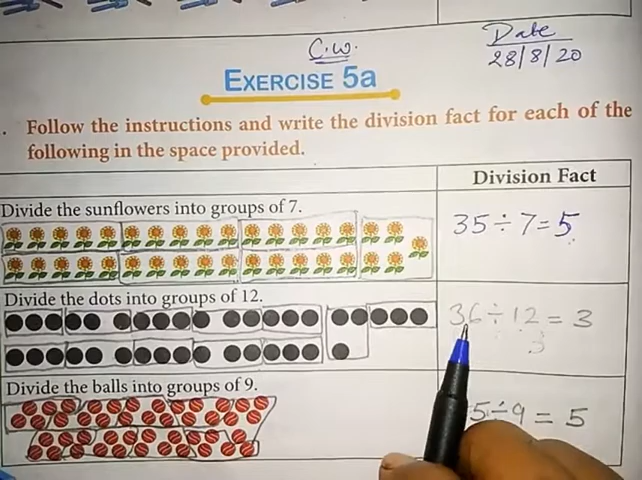 C.W.
Date
28/8/20
EXERCISE 5a
. Follow the instructions and write the division fact for each of the
following in the space provided.
Division Fact
Divide the sunflowers into groups of 7.
35÷7=5
Divide the dots into groups of 12.
36÷12=3
3
Divide the balls into groups of 9.
5÷9=5